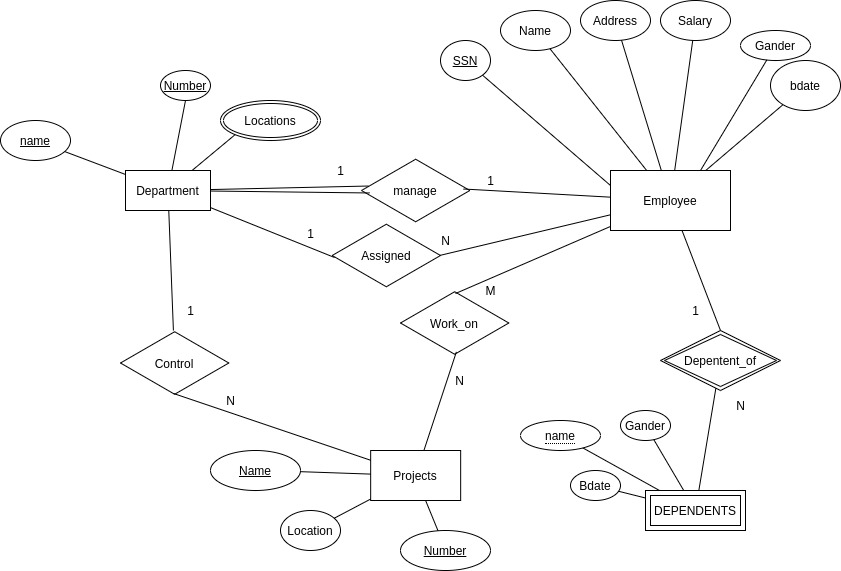 Name
Address
Salary
Gander
SSN
bdate
Number
Locations
name
1
1
Department
manage
Employee
1
N
Assigned
M
1
1
Work_on
Control
Depentent_of
N
N
N
Gander
name
Name
Projects
Bdate
DEPENDENTS
Location
Number